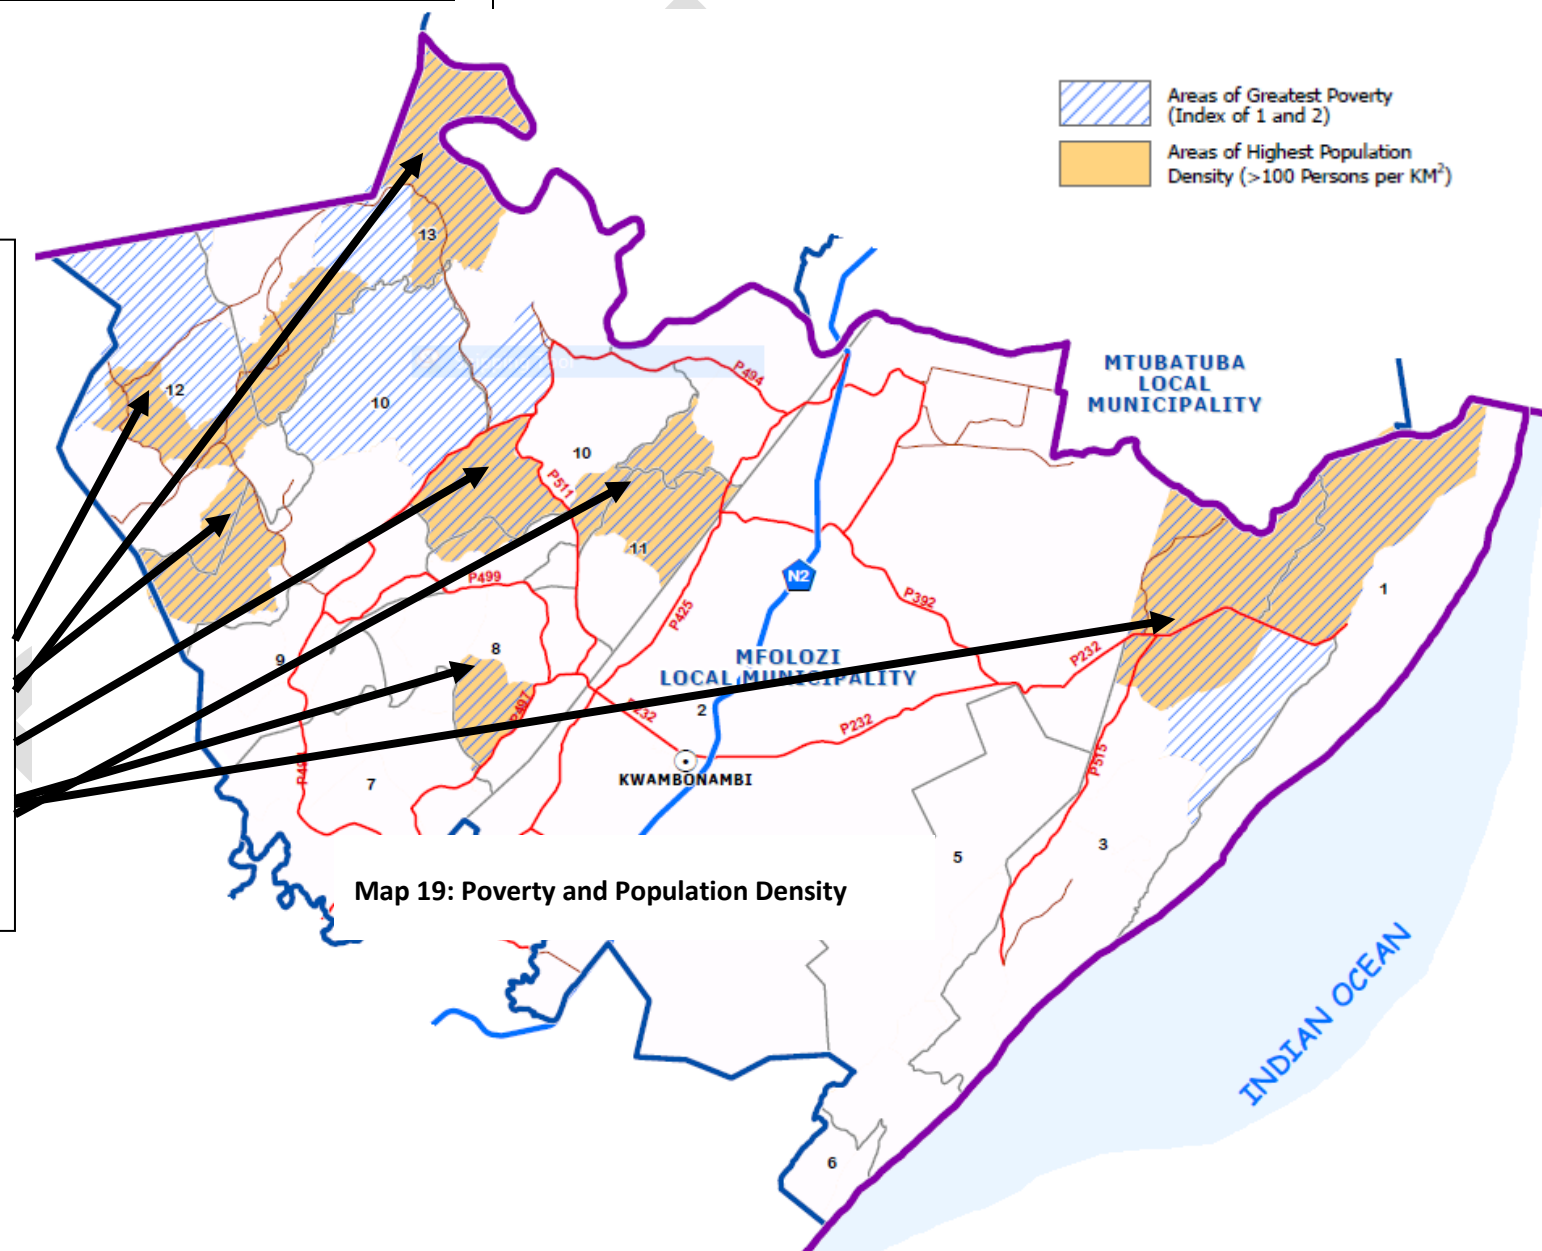 Areas of Greatest Poverty
(Index of 1 and 2)
Areas of Highest Population
Density (>100 Persons per KM²)
13
12
10
P494
MTUBATUBA
LOCAL
MUNICIPALITY
10
P511
11
N2
1
P499
P425
P392
9
8
MFOLOZI
LOCAL MUNICIPALITY
P232
P497
P232
2
P232
KWAMBONAMBI
7
P515
5
3
Map 19: Poverty and Population Density
INDIAN OCEAN
6